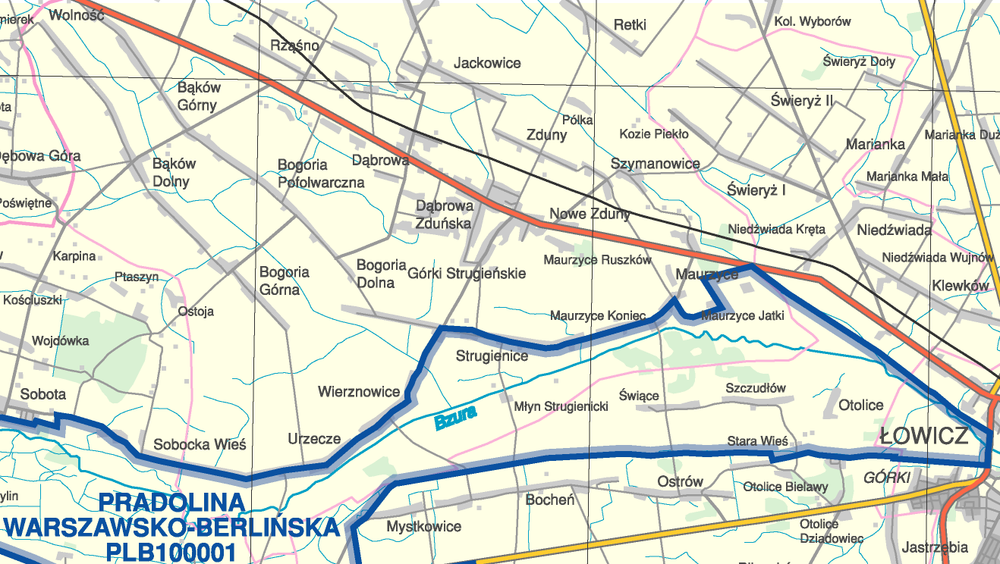 Wolność
mierek
Retki
Kol. Wyborów
Rząśno
Jackowice
Świeryż Doły
Bąków
Górny
Świeryż II
Pólka
Zduny
Kozie Piekło
Marianka
Marianka Duż
Dębowa Góra
Bąków
Dolny
Bogoria
Pofolwarczna
Dąbrowa
Szymanowice
Marianka Mała
Świeryż I
Poświętne
Dąbrowa
Zduńska
Nowe Zduny
Niedźwiada Kręta
Niedźwiada
Karpina
Maurzyce Ruszków
Niedźwiada Wujnów
Ptaszyn
Bogoria
Górna
Bogoria
Dolna
Górki Strugieńskie
Maurzyce
Klewków
Kościuszki
Ostoja
Maurzyce Koniec
Maurzyce Jatki
Wojdówka
Strugienice
Sobota
Wierznowice
Świące
Szczudłów
Młyn Strugienicki
Otolice
Bzura
Sobocka Wieś
Urzecze
Stara Wieś
ŁOWICZ
Ostrów
Otolice Bielawy
GÓRKI
ylin
Bocheń
PRADOLINA
WARSZAWSKO-BERLIŃSKA
PLB100001
Mystkowice
Otolice
Dziadowiec
Jastrzębia